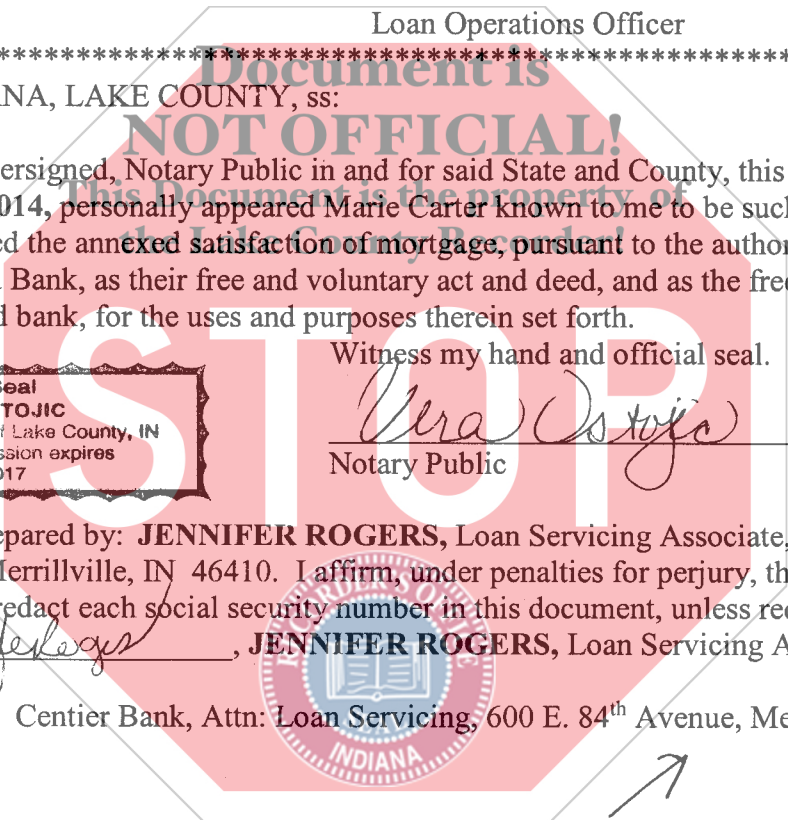 Loan Operations Officer
******************************************************
Document is
NA, LAKE COUNTY, ss:
NOT OFFICIAL!
ersigned, Notary Public in and for said State and County, this
This Document is the property of
014, personally appeared Marie Carter known to me to be such
the Lake County Recorder!
ed the annexed satisfaction of mortgage, pursuant to the author
Bank, as their free and voluntary act and deed, and as the free
d bank, for the uses and purposes therein set forth.
STOP
Witness my hand and official seal.
Seal
TOJIC
f Lake County, IN
ssion expires
017
Vera Ostojic
Notary Public
epared by: JENNIFER ROGERS, Loan Servicing Associate,
Merrillville, IN 46410. I affirm, under penalties for perjury, th
redact each social security number in this document, unless req
, JENNIFER ROGERS, Loan Servicing A
RECORDER'S OFFICE
Centier Bank, Attn: Loan Servicing, 600 E. 84th Avenue, Me
INDIANA